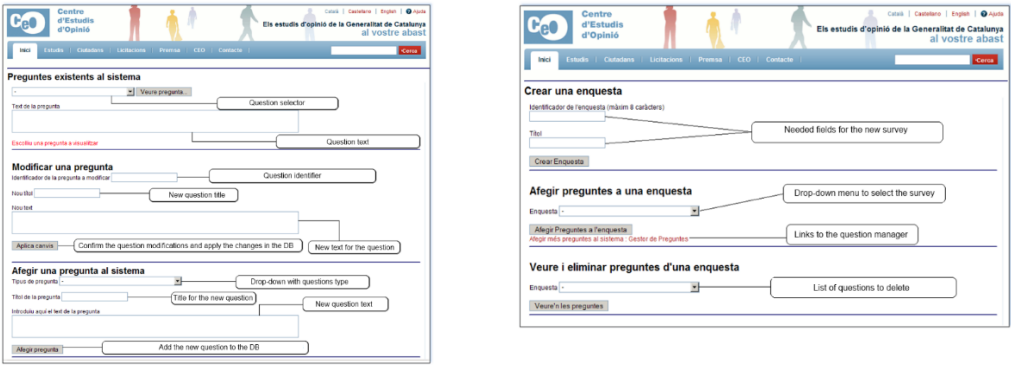 Centre
d'Estudis
d'Opinió
CEO
Català | Castellano | English | Ajuda
Els estudis d'opinió de la Generalitat de Catalunya
al vostre abast
Inici | Estudis | Ciutadans | Licitacions | Premsa | CEO | Contacte
Cerca
Preguntes existents al sistema
- Veure pregunta..
Question selector
Text de la pregunta
Question text
Escolliu una pregunta a visualitzar
Modificar una pregunta
Identificador de la pregunta a modificar
Question identifier
Nou títol
New question title
Nou text
Aplica canvis
Confirm the question modifications and apply the changes in the DB
New text for the question
Afegir una pregunta al sistema
Tipus de pregunta -
Drop-down with questions type
Títol de la pregunta
Title for the new question
New question text
Introduïu aquí el text de la pregunta
Add the new question to the DB
Afegir pregunta
CEO
Centre
d'Estudis
d'Opinió
Català | Castellano | English | Ajuda
Els estudis d'opinió de la Generalitat de Catalunya
al vostre abast
Inici | Estudis | Ciutadans | Licitacions | Premsa | CEO | Contacte
Cerca
Crear una enquesta
Identificador de l'enquesta (màxim 8 caràcters)
Needed fields for the new survey
Títol
Crear Enquesta
Afegir preguntes a una enquesta
Drop-down menu to select the survey
Enquesta -
Afegir Preguntes a l'enquesta
Links to the question manager
Afegir més preguntes al sistema : Gestor de Preguntes
Veure i eliminar preguntes d'una enquesta
Enquesta -
List of questions to delete
Veure'n les preguntes